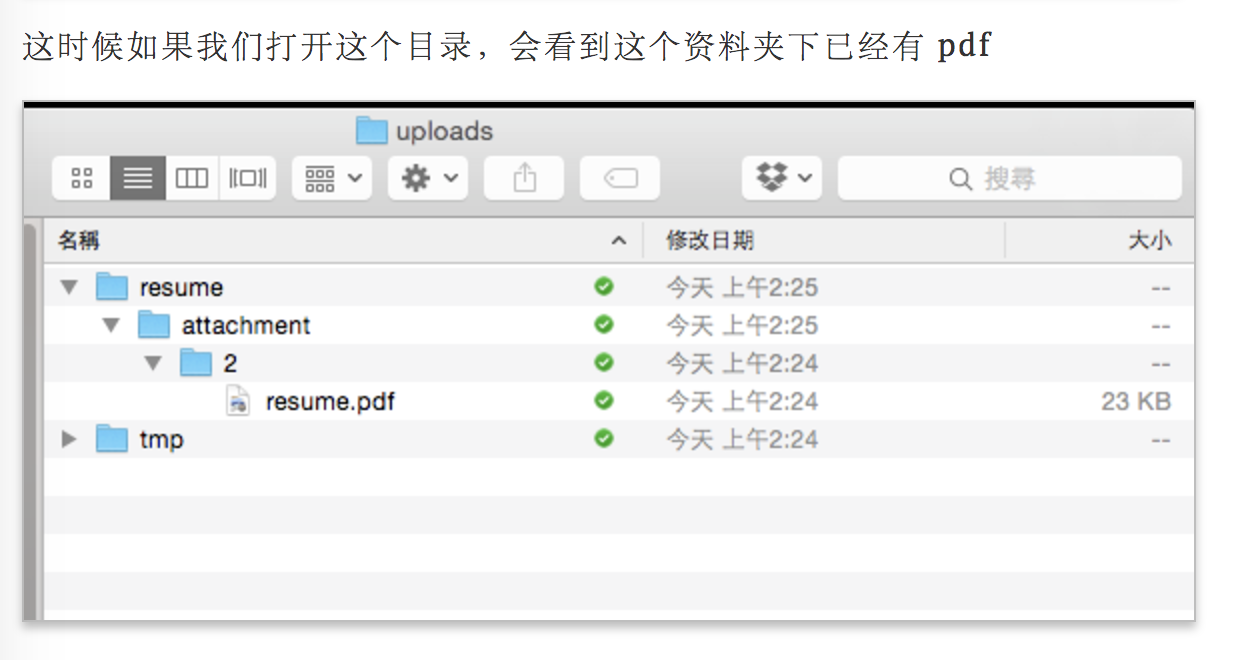 这时候如果我们打开这个目录，会看到这个资料夹下已经有 pdf
uploads
搜尋
名稱 修改日期 大小
resume 今天 上午2:25 --
attachment 今天 上午2:25 --
2 今天 上午2:24 --
resume.pdf 今天 上午2:24 23 KB
tmp 今天 上午2:24 --